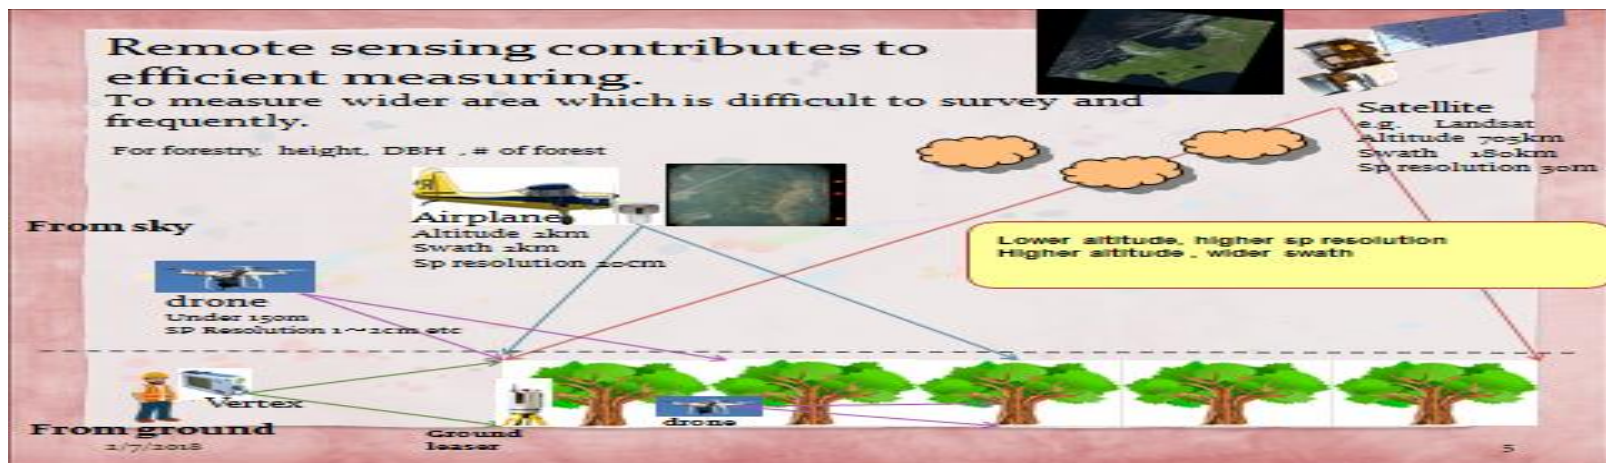 Remote sensing contributes to
efficient measuring.
To measure wider area which is difficult to survey and
frequently.
For forestry, height, DBH , # of forest
Satellite
e.g. Landsat
Altitude 705km
Swath 180km
Sp resolution 30m
From sky
Airplane
Altitude 2km
Swath 2km
Sp resolution 20cm
Lower altitude, higher sp resolution
Higher altitude , wider swath
drone
Under 150m
SP Resolution 1~2cm etc
Vertex
drone
From ground
Ground
leaser
2/7/2018
5